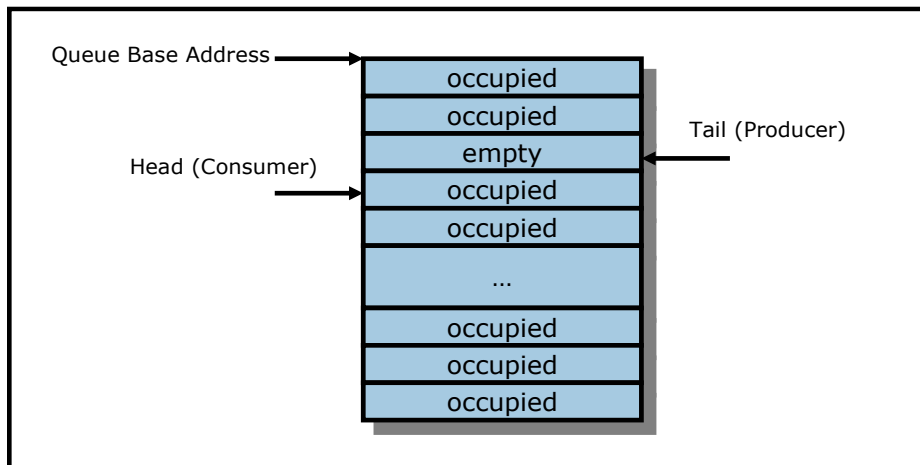 Queue Base Address
occupied
occupied
Tail (Producer)
empty
Head (Consumer)
occupied
occupied
...
occupied
occupied
occupied